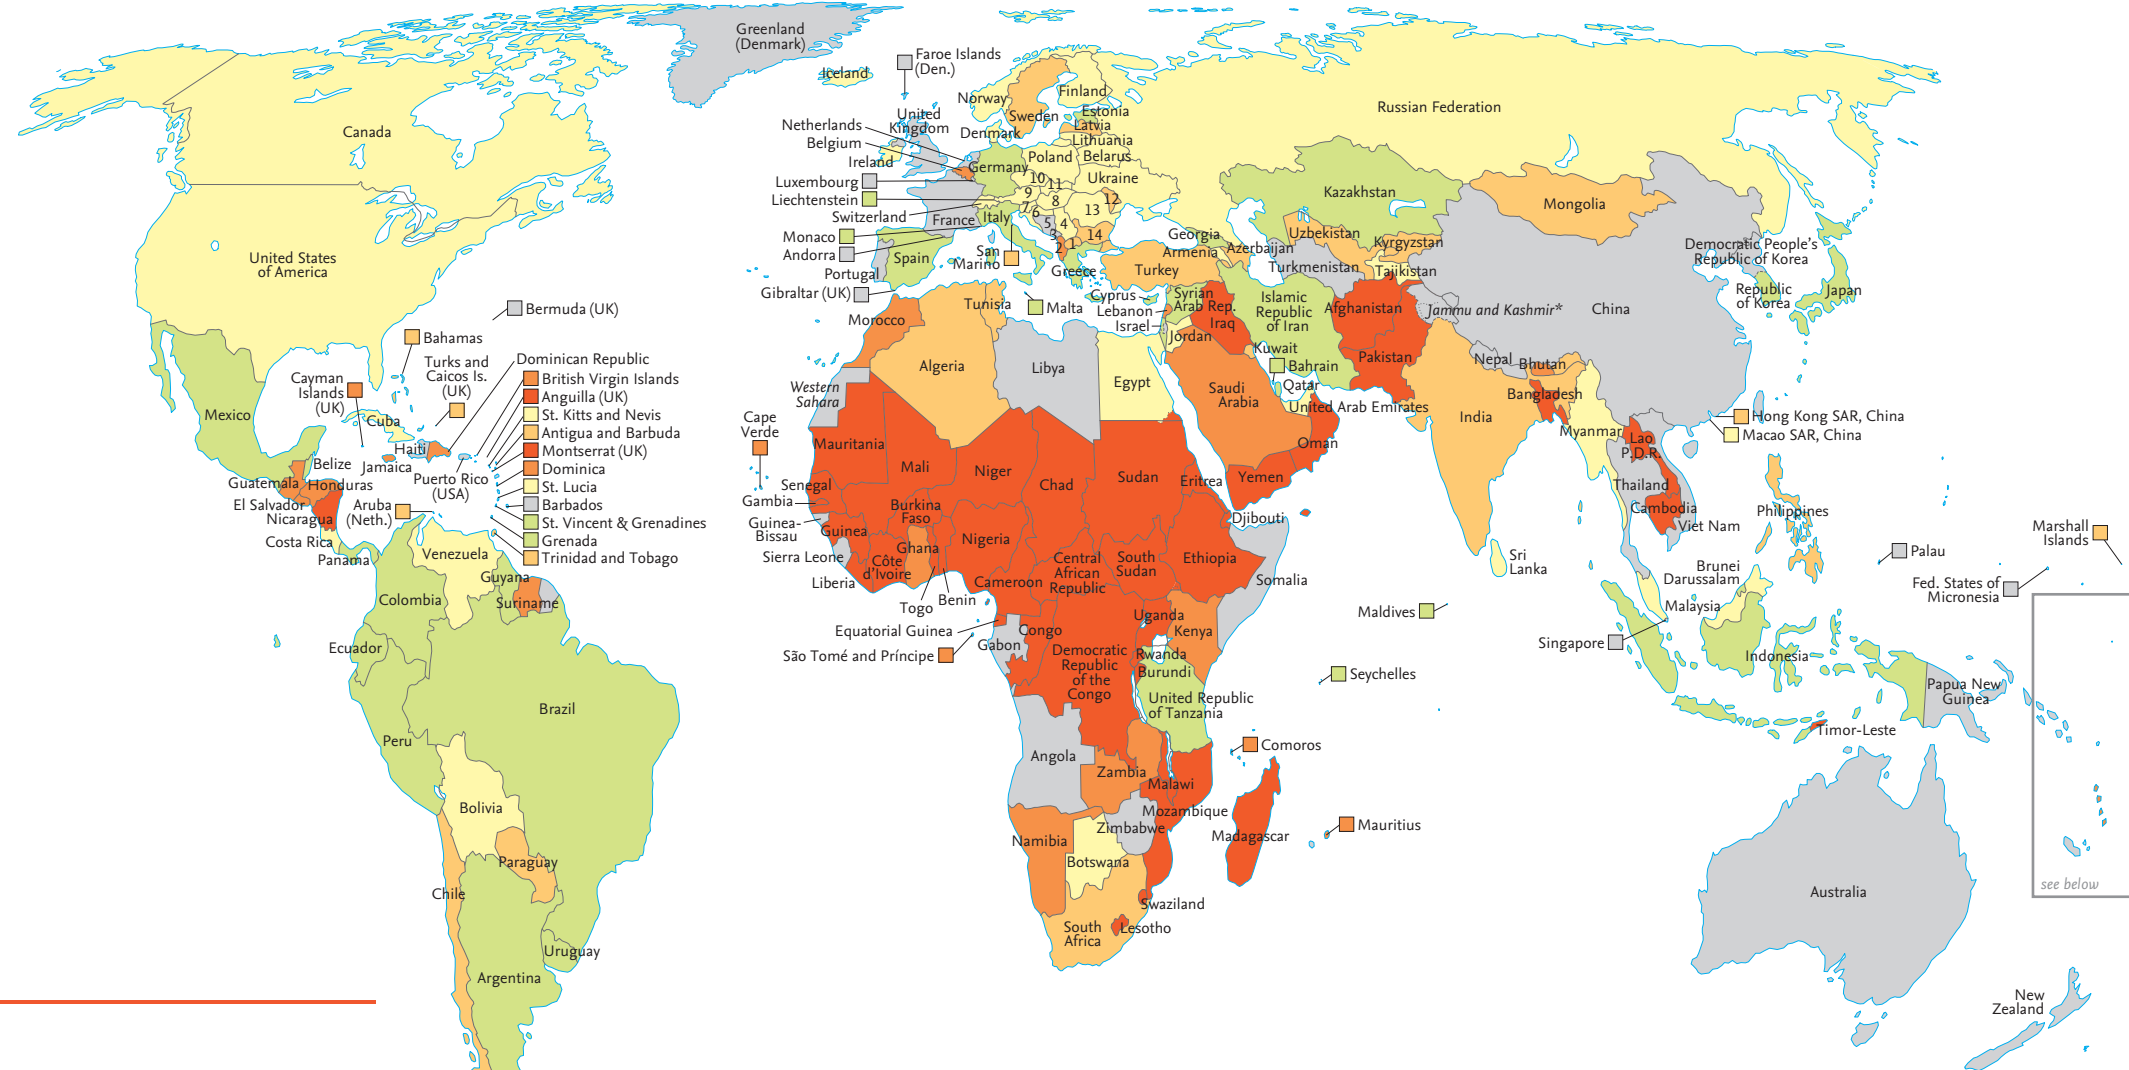 Greenland
(Denmark)
Faroe Islands
(Den.)
Iceland
Canada
United States
of America
Mexico
Bermuda (UK)
Bahamas
Turks and
Caicos Is.
(UK)
Cayman
Islands
(UK)
Cuba
Haiti
Jamaica
Belize
Guatemala
Honduras
El Salvador
Nicaragua
Costa Rica
Panama
Aruba
(Neth.)
Puerto Rico
(USA)
Dominican Republic
British Virgin Islands
Anguilla (UK)
St. Kitts and Nevis
Antigua and Barbuda
Montserrat (UK)
Dominica
St. Lucia
Barbados
St. Vincent & Grenadines
Grenada
Trinidad and Tobago
Venezuela
Guyana
Suriname
Colombia
Ecuador
Peru
Brazil
Bolivia
Paraguay
Chile
Argentina
Uruguay
Norway
Sweden
Finland
Estonia
Latvia
Lithuania
Belarus
Poland
Ukraine
Denmark
United
Kingdom
Netherlands
Belgium
Ireland
Luxembourg
Liechtenstein
Switzerland
Monaco
Andorra
Portugal
Gibraltar (UK)
Germany
France
Italy
Spain
San
Marino
Greece
Malta
10
11
9
8
7
6
5
4
3
2
1
12
13
14
Russian Federation
Kazakhstan
Mongolia
Georgia
Armenia
Azerbaijan
Turkey
Uzbekistan
Kyrgyzstan
Turkmenistan
Tajikistan
Cyprus
Lebanon
Israel
Syrian
Arab Rep.
Iraq
Jordan
Islamic
Republic
of Iran
Afghanistan
Pakistan
Kuwait
Bahrain
Qatar
United Arab Emirates
Saudi
Arabia
Oman
Yemen
Jammu and Kashmir*
China
Democratic People's
Republic of Korea
Republic
of Korea
Japan
Nepal
Bhutan
Bangladesh
India
Myanmar
Lao
P.D.R.
Thailand
Cambodia
Viet Nam
Hong Kong SAR, China
Macao SAR, China
Philippines
Sri
Lanka
Maldives
Brunei
Darussalam
Malaysia
Singapore
Indonesia
Timor-Leste
Papua New
Guinea
Palau
Fed. States of
Micronesia
Marshall
Islands
see below
Australia
New
Zealand
Morocco
Tunisia
Algeria
Libya
Egypt
Western
Sahara
Cape
Verde
Mauritania
Mali
Niger
Chad
Sudan
Eritrea
Djibouti
Senegal
Gambia
Guinea-
Bissau
Guinea
Sierra Leone
Liberia
Burkina
Faso
Côte
d'Ivoire
Ghana
Togo
Benin
Nigeria
Cameroon
Central
African
Republic
South
Sudan
Ethiopia
Somalia
Equatorial Guinea
São Tomé and Príncipe
Gabon
Congo
Democratic
Republic
of the
Congo
Uganda
Kenya
Rwanda
Burundi
United Republic
of Tanzania
Seychelles
Comoros
Angola
Zambia
Malawi
Mozambique
Zimbabwe
Madagascar
Mauritius
Namibia
Botswana
Swaziland
South
Africa
Lesotho